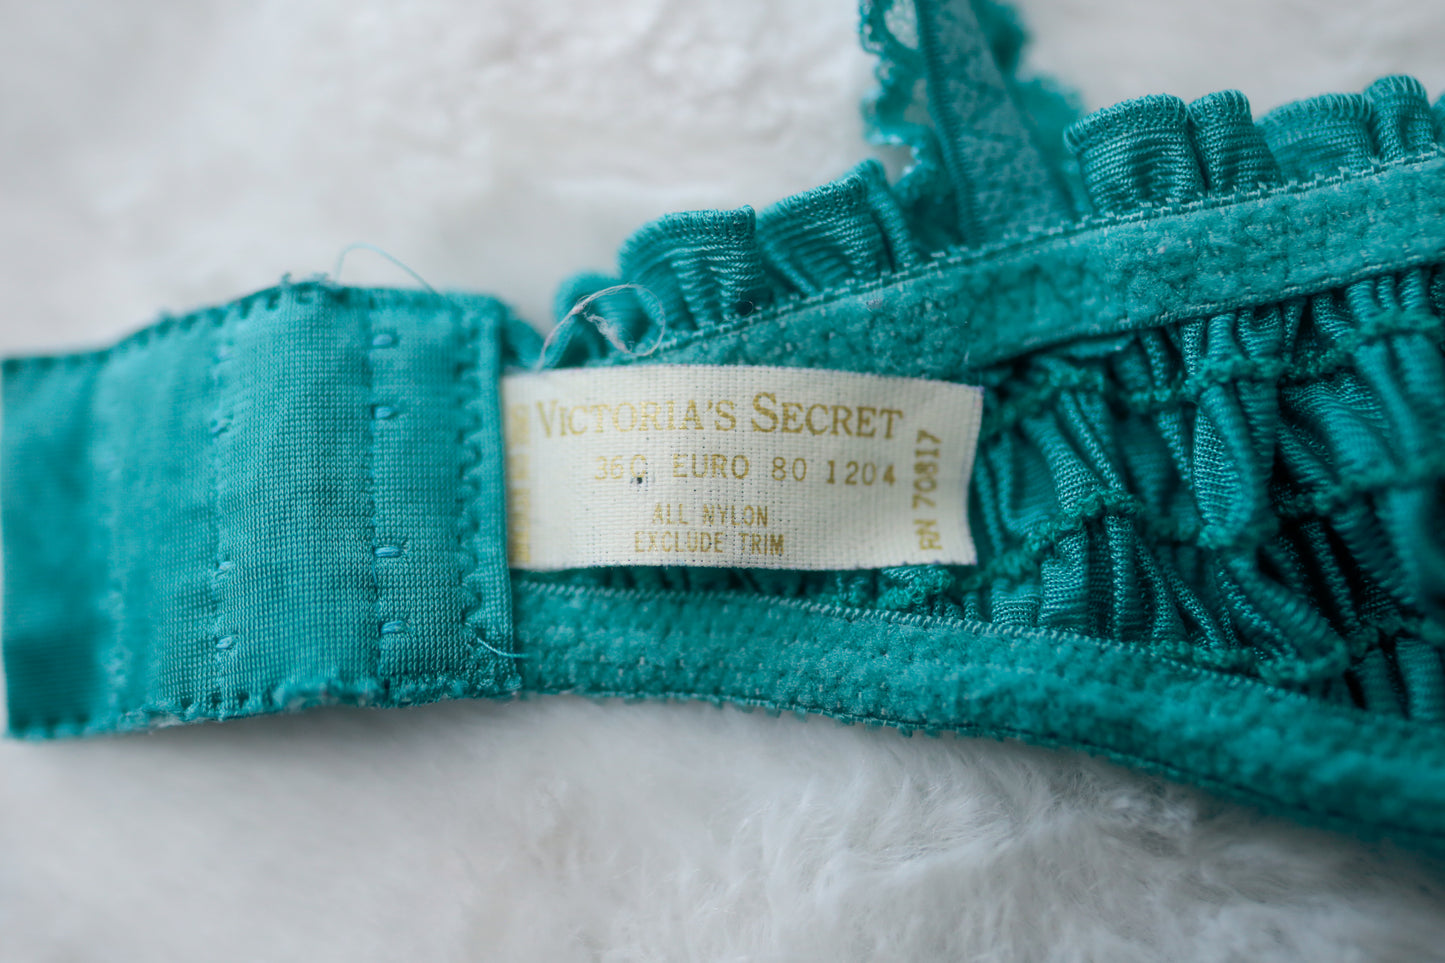 VICTORIA'S SECRET
36C EURO 80 1204
ALL NYLON
EXCLUDE TRIM
RN 70817